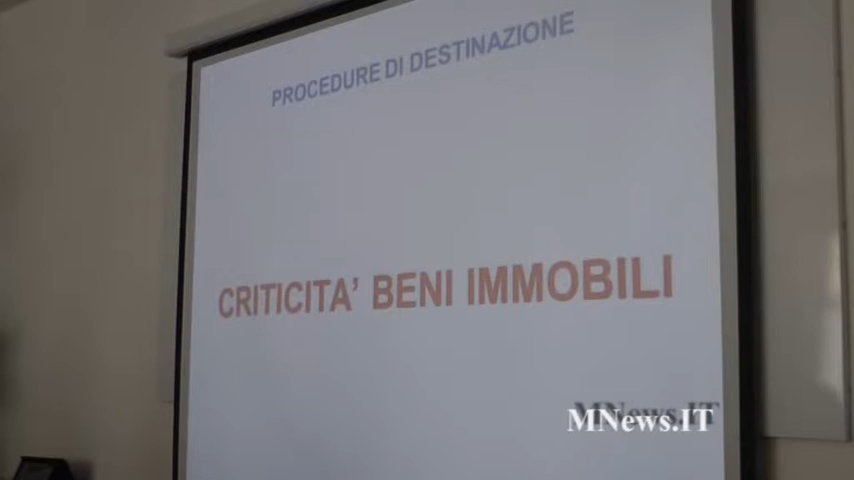 PROCEDURE DI DESTINAZIONE
CRITICITA' BENI IMMOBILI
MNews.IT